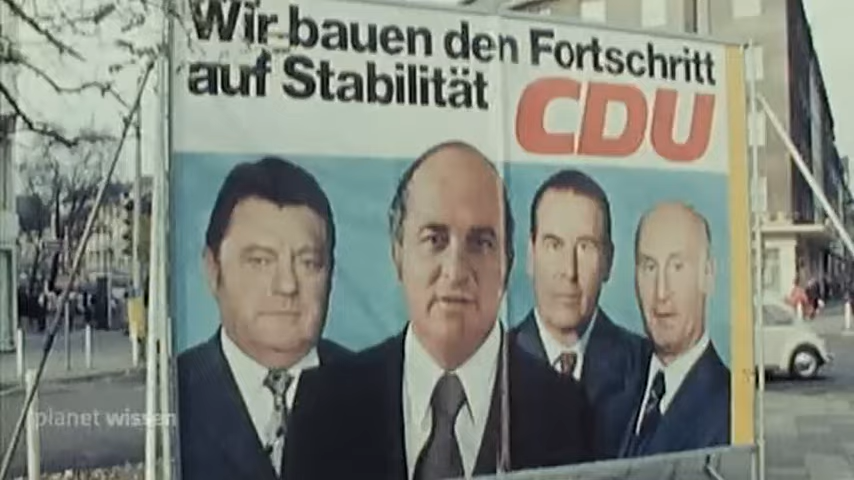 Wir bauen den Fortschritt
auf Stabilität
CDU
planet wissen